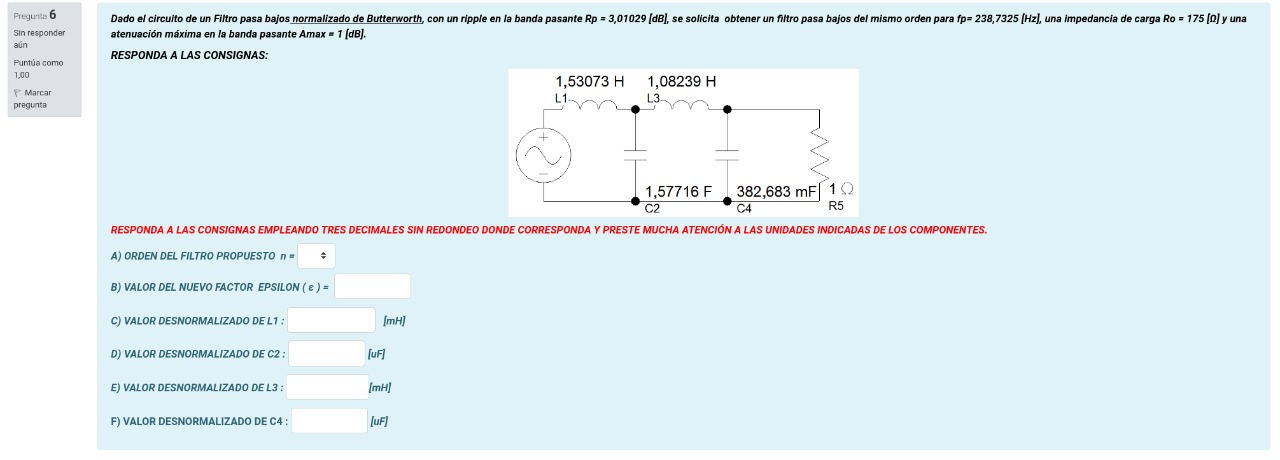 Pregunta 6
Sin responder
aún
Puntúa como
1,00
Marcar
pregunta
Dado el circuito de un Filtro pasa bajos normalizado de Butterworth, con un ripple en la banda pasante Rp = 3,01029 [dB], se solicita obtener un filtro pasa bajos del mismo orden para fp= 238,7325 [Hz], una impedancia de carga Ro = 175 [Ω] y una
atenuación máxima en la banda pasante Amax = 1 [dB].
RESPONDA A LAS CONSIGNAS:
1,53073 H 1,08239 H
L1 L3
1,57716 F 382,683 mF 1 Ω
C2 C4 R5
RESPONDA A LAS CONSIGNAS EMPLEANDO TRES DECIMALES SIN REDONDEO DONDE CORRESPONDA Y PRESTE MUCHA ATENCIÓN A LAS UNIDADES INDICADAS DE LOS COMPONENTES.
A) ORDEN DEL FILTRO PROPUESTO n =
B) VALOR DEL NUEVO FACTOR EPSILON ( ε ) =
C) VALOR DESNORMALIZADO DE L1 : [mH]
D) VALOR DESNORMALIZADO DE C2 : [uF]
E) VALOR DESNORMALIZADO DE L3 : [mH]
F) VALOR DESNORMALIZADO DE C4 : [uF]